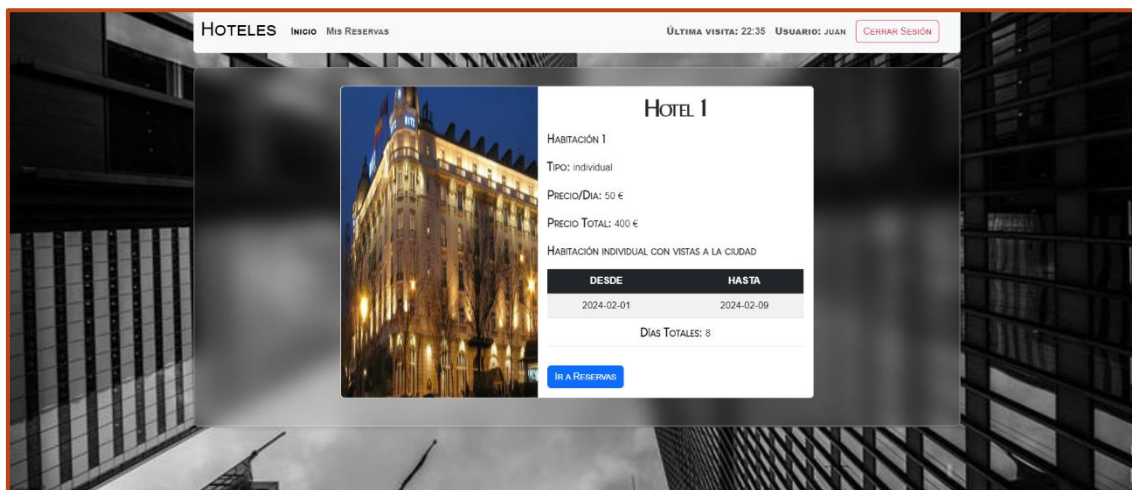 HOTELES INICIO MIS RESERVAS ÚLTIMA VISITA: 22:35 USUARIO: JUAN CERRAR SESIÓN
HOTEL 1
HABITACIÓN 1
TIPO: individual
PRECIO/DIA: 50 €
PRECIO TOTAL: 400 €
HABITACIÓN INDIVIDUAL CON VISTAS A LA CIUDAD
DESDE HASTA
2024-02-01 2024-02-09
DÍAS TOTALES: 8
IR A RESERVAS